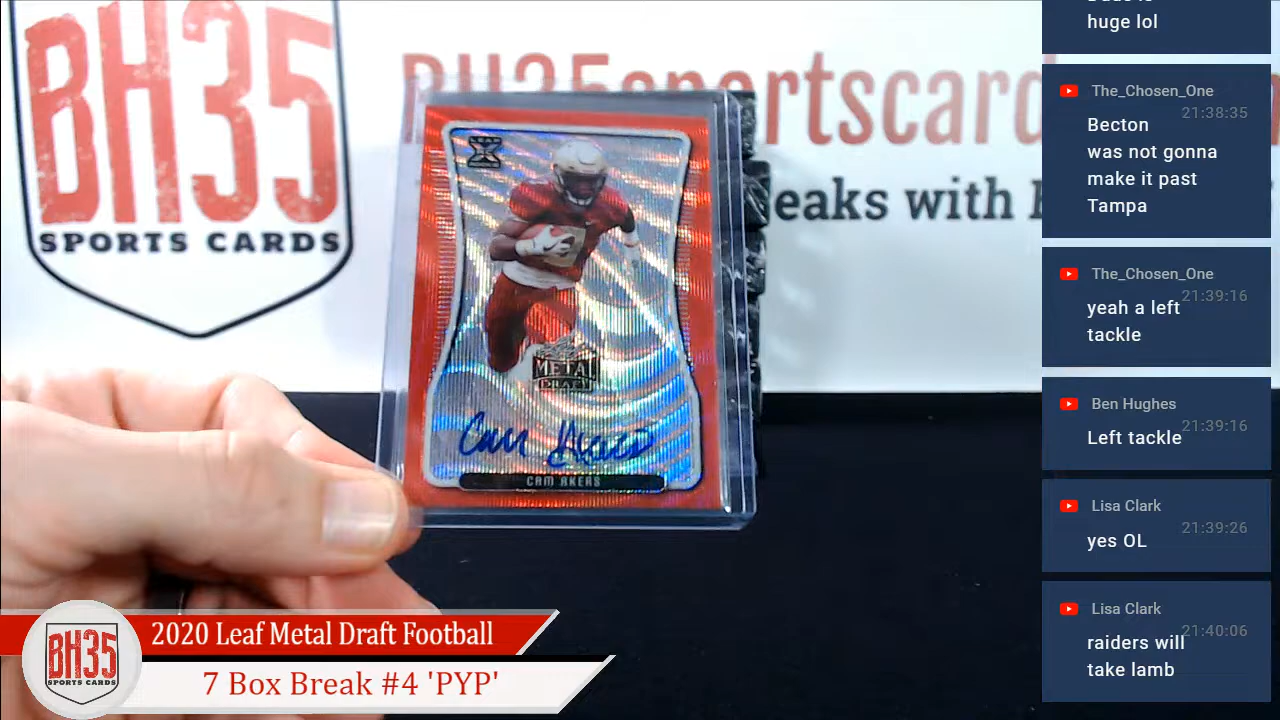 BH35
SPORTS CARDS
BH35sportscard
eaks with
LEAF
METAL
DRAFT
CAM AKERS
Cam Akers
BH35
SPORTS CARDS
2020 Leaf Metal Draft Football
7 Box Break #4 'PYP'
huge lol
The_Chosen_One
21:38:35
Becton
was not gonna
make it past
Tampa
The_Chosen_One
21:39:16
yeah a left
tackle
Ben Hughes
21:39:16
Left tackle
Lisa Clark
21:39:26
yes OL
Lisa Clark
21:40:06
raiders will
take lamb